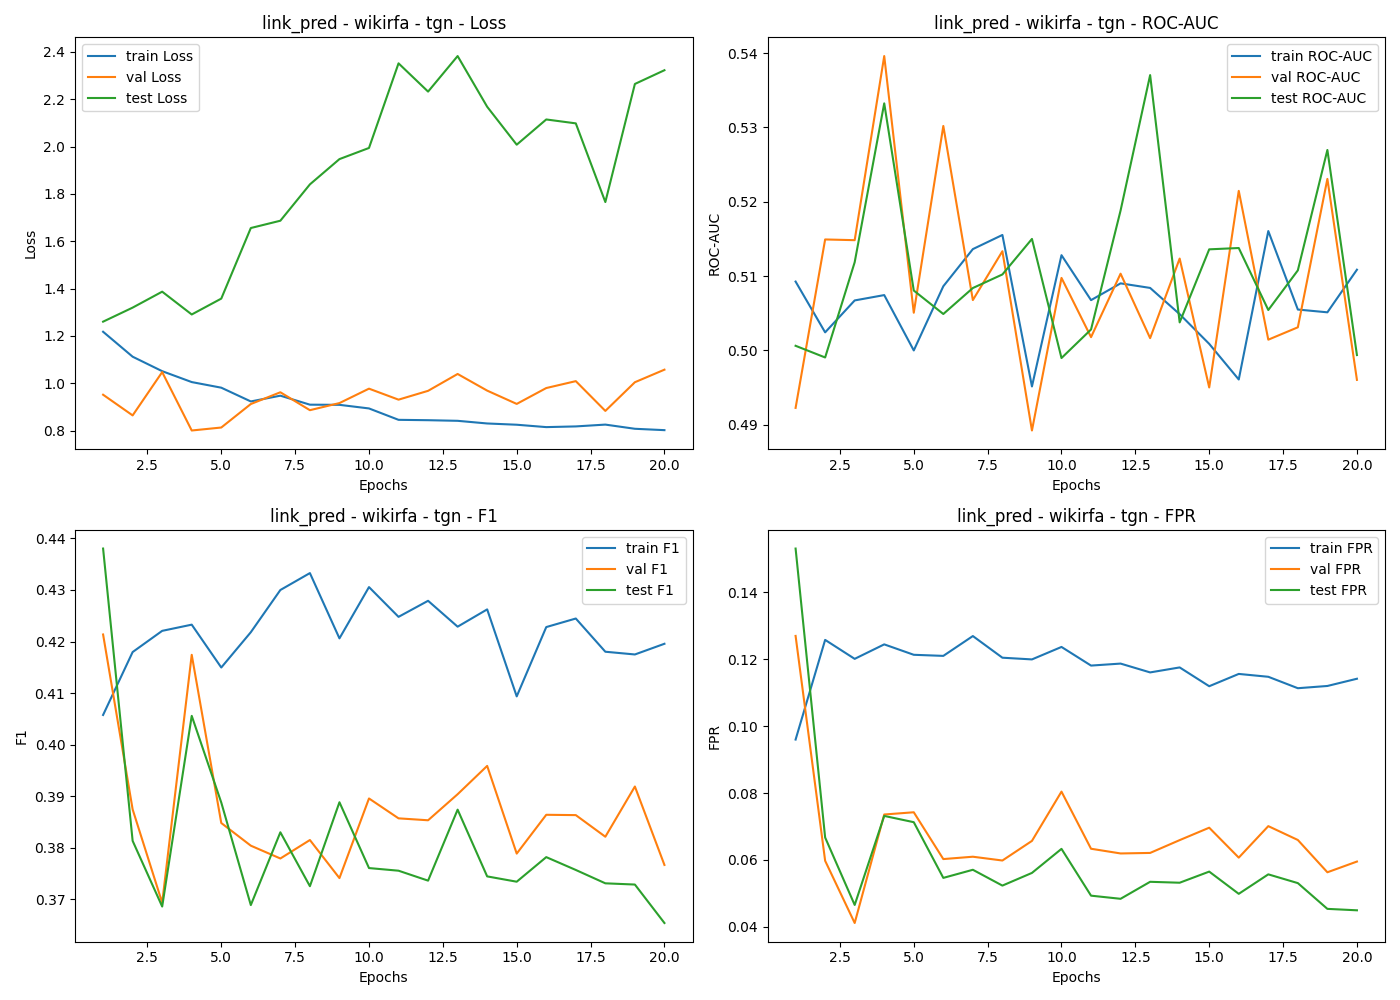 link_pred - wikirfa - tgn - Loss
train Loss
val Loss
test Loss
2.4
2.2
2.0
1.8
1.6
1.4
1.2
1.0
0.8
Loss
2.5 5.0 7.5 10.0 12.5 15.0 17.5 20.0
Epochs
link_pred - wikirfa - tgn - ROC-AUC
train ROC-AUC
val ROC-AUC
test ROC-AUC
0.54
0.53
0.52
0.51
0.50
0.49
ROC-AUC
2.5 5.0 7.5 10.0 12.5 15.0 17.5 20.0
Epochs
link_pred - wikirfa - tgn - F1
train F1
val F1
test F1
0.44
0.43
0.42
0.41
0.40
0.39
0.38
0.37
F1
2.5 5.0 7.5 10.0 12.5 15.0 17.5 20.0
Epochs
link_pred - wikirfa - tgn - FPR
train FPR
val FPR
test FPR
0.14
0.12
0.10
0.08
0.06
0.04
FPR
2.5 5.0 7.5 10.0 12.5 15.0 17.5 20.0
Epochs